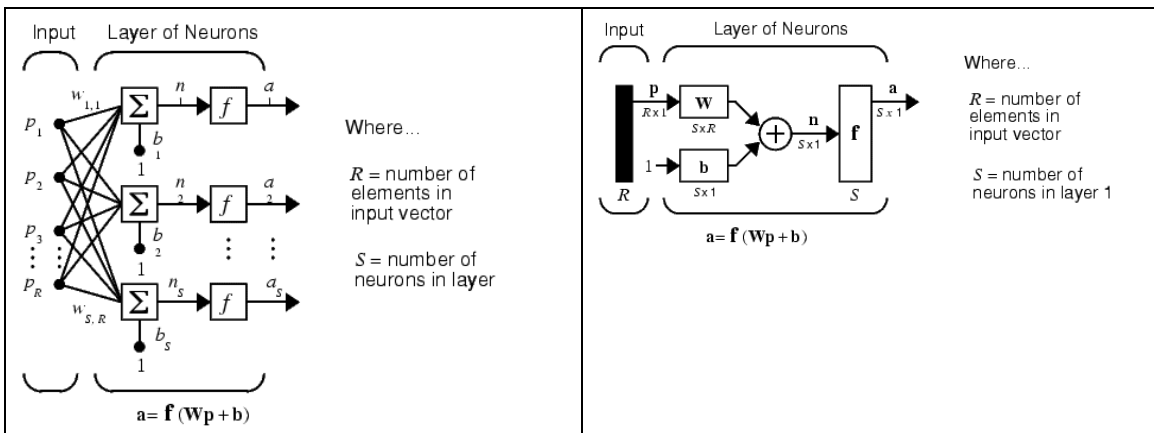 Input Layer of Neurons
w1,1 n1 a1
Σ f
p1
b1
1
p2
n2 a2
Σ f
p3
b2
1
pR
nS aS
Σ f
wS,R
bS
1
a= f (Wp + b)
Where...
R = number of
elements in
input vector
S = number of
neurons in layer
Input Layer of Neurons
p W a
R x 1 S x R S x 1
+ n f
S x 1
1 b
S x 1
R S
a= f (Wp + b)
Where...
R = number of
elements in
input vector
S = number of
neurons in layer 1